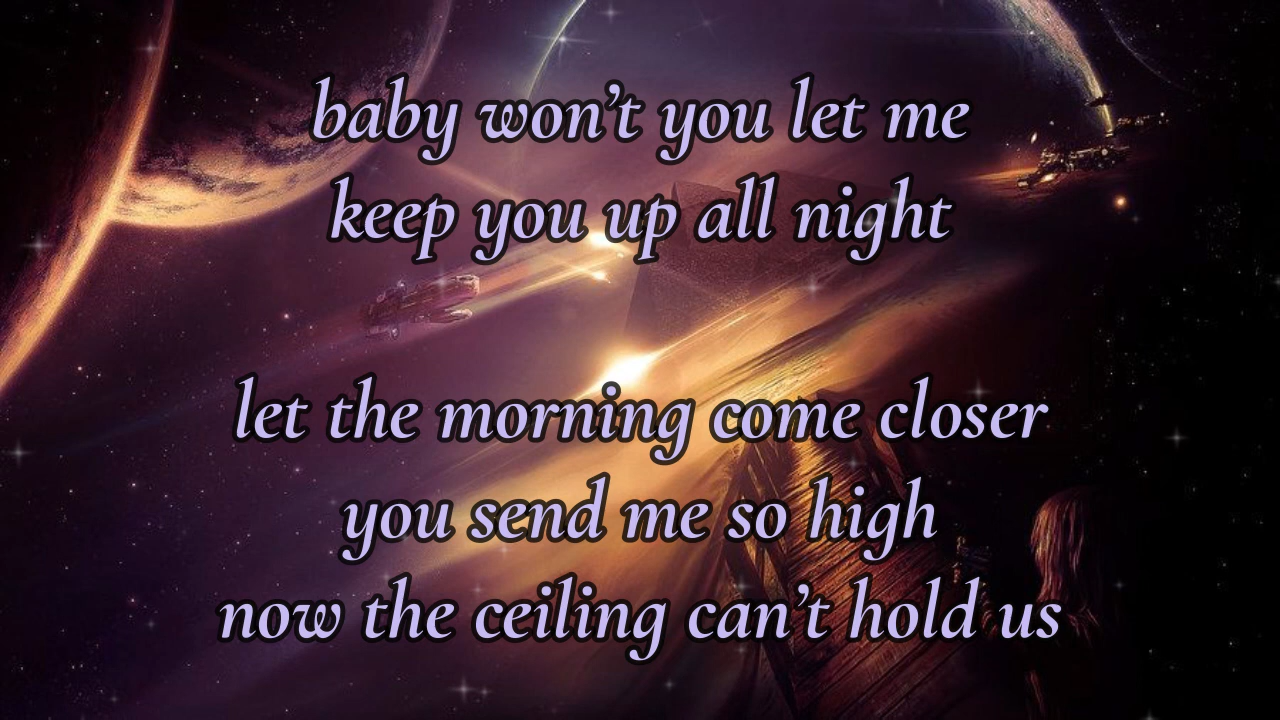 baby won’t you let me
keep you up all night
let the morning come closer
you send me so high
now the ceiling can’t hold us